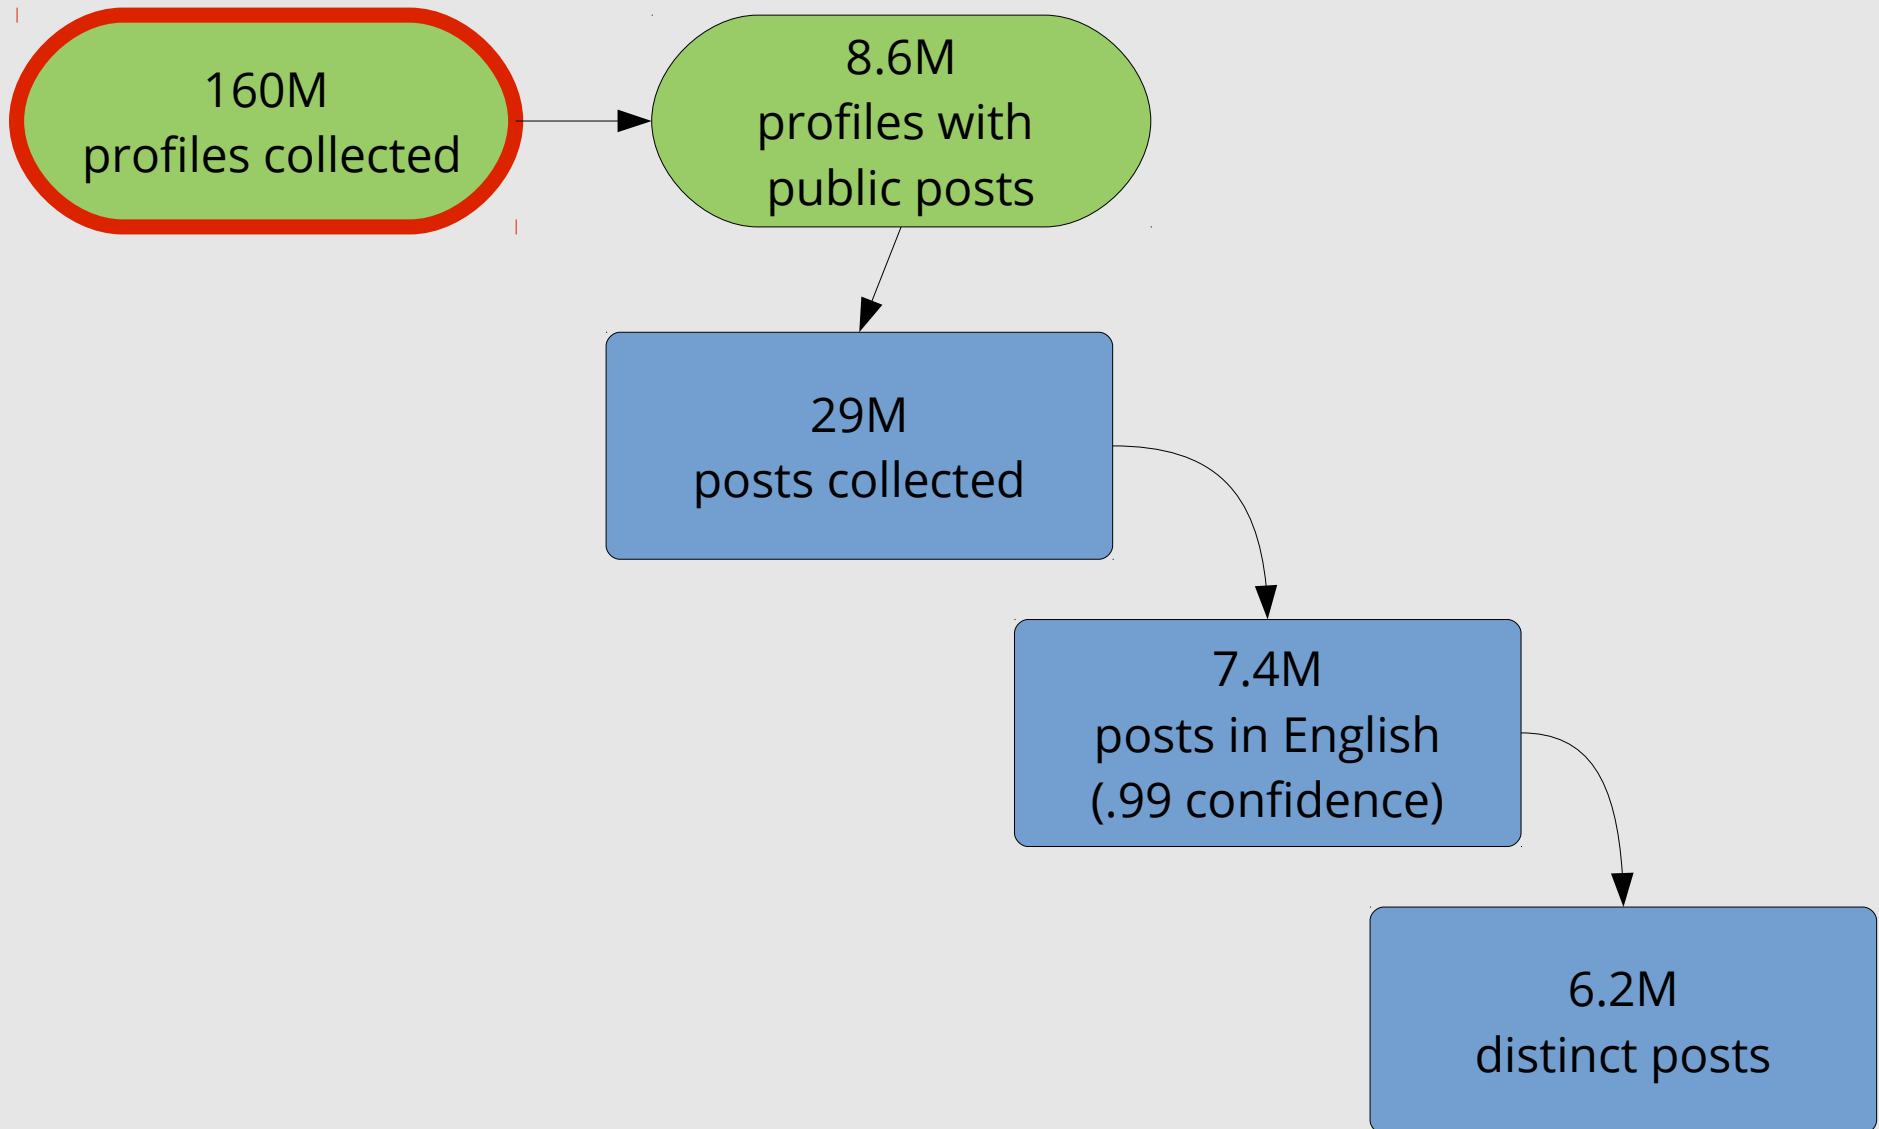 160M
profiles collected
8.6M
profiles with
public posts
29M
posts collected
7.4M
posts in English
(.99 confidence)
6.2M
distinct posts